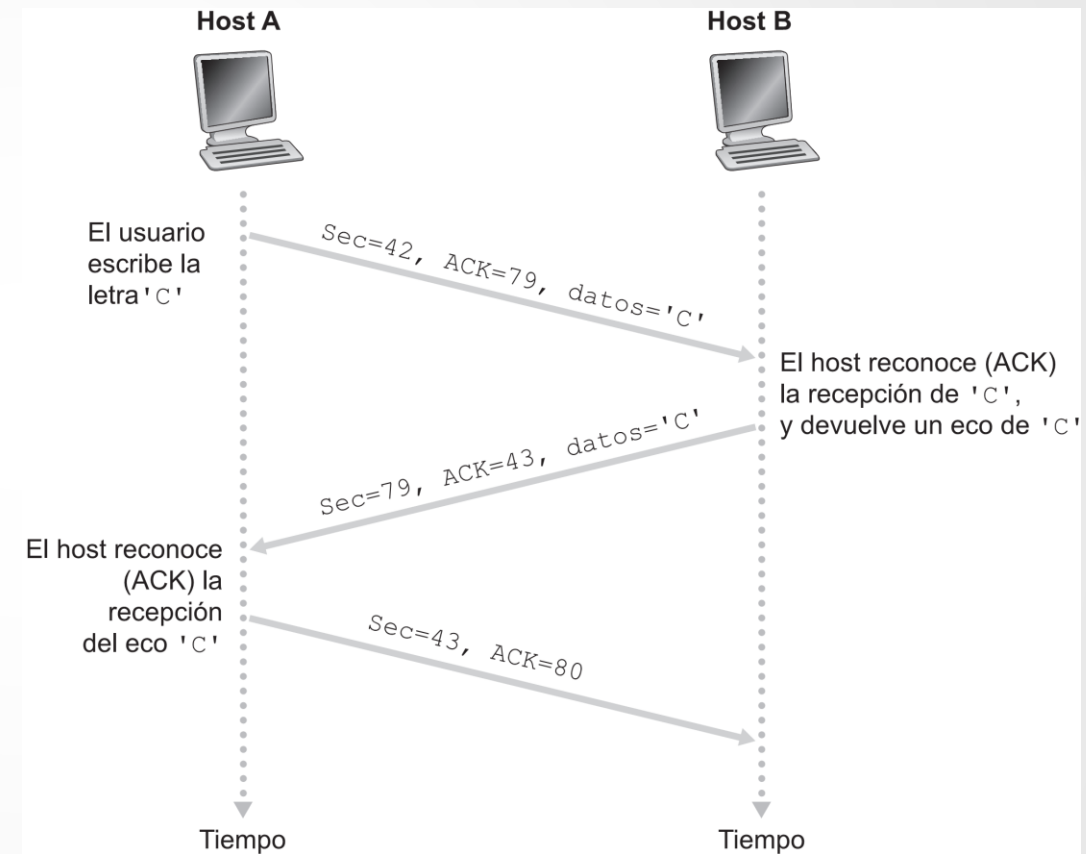 Host A
Host B
El usuario
escribe la
letra 'C'
Sec=42, ACK=79, datos='C'
El host reconoce (ACK)
la recepción de 'C',
y devuelve un eco de 'C'
Sec=79, ACK=43, datos='C'
El host reconoce
(ACK) la
recepción
del eco 'C'
Sec=43, ACK=80
Tiempo
Tiempo